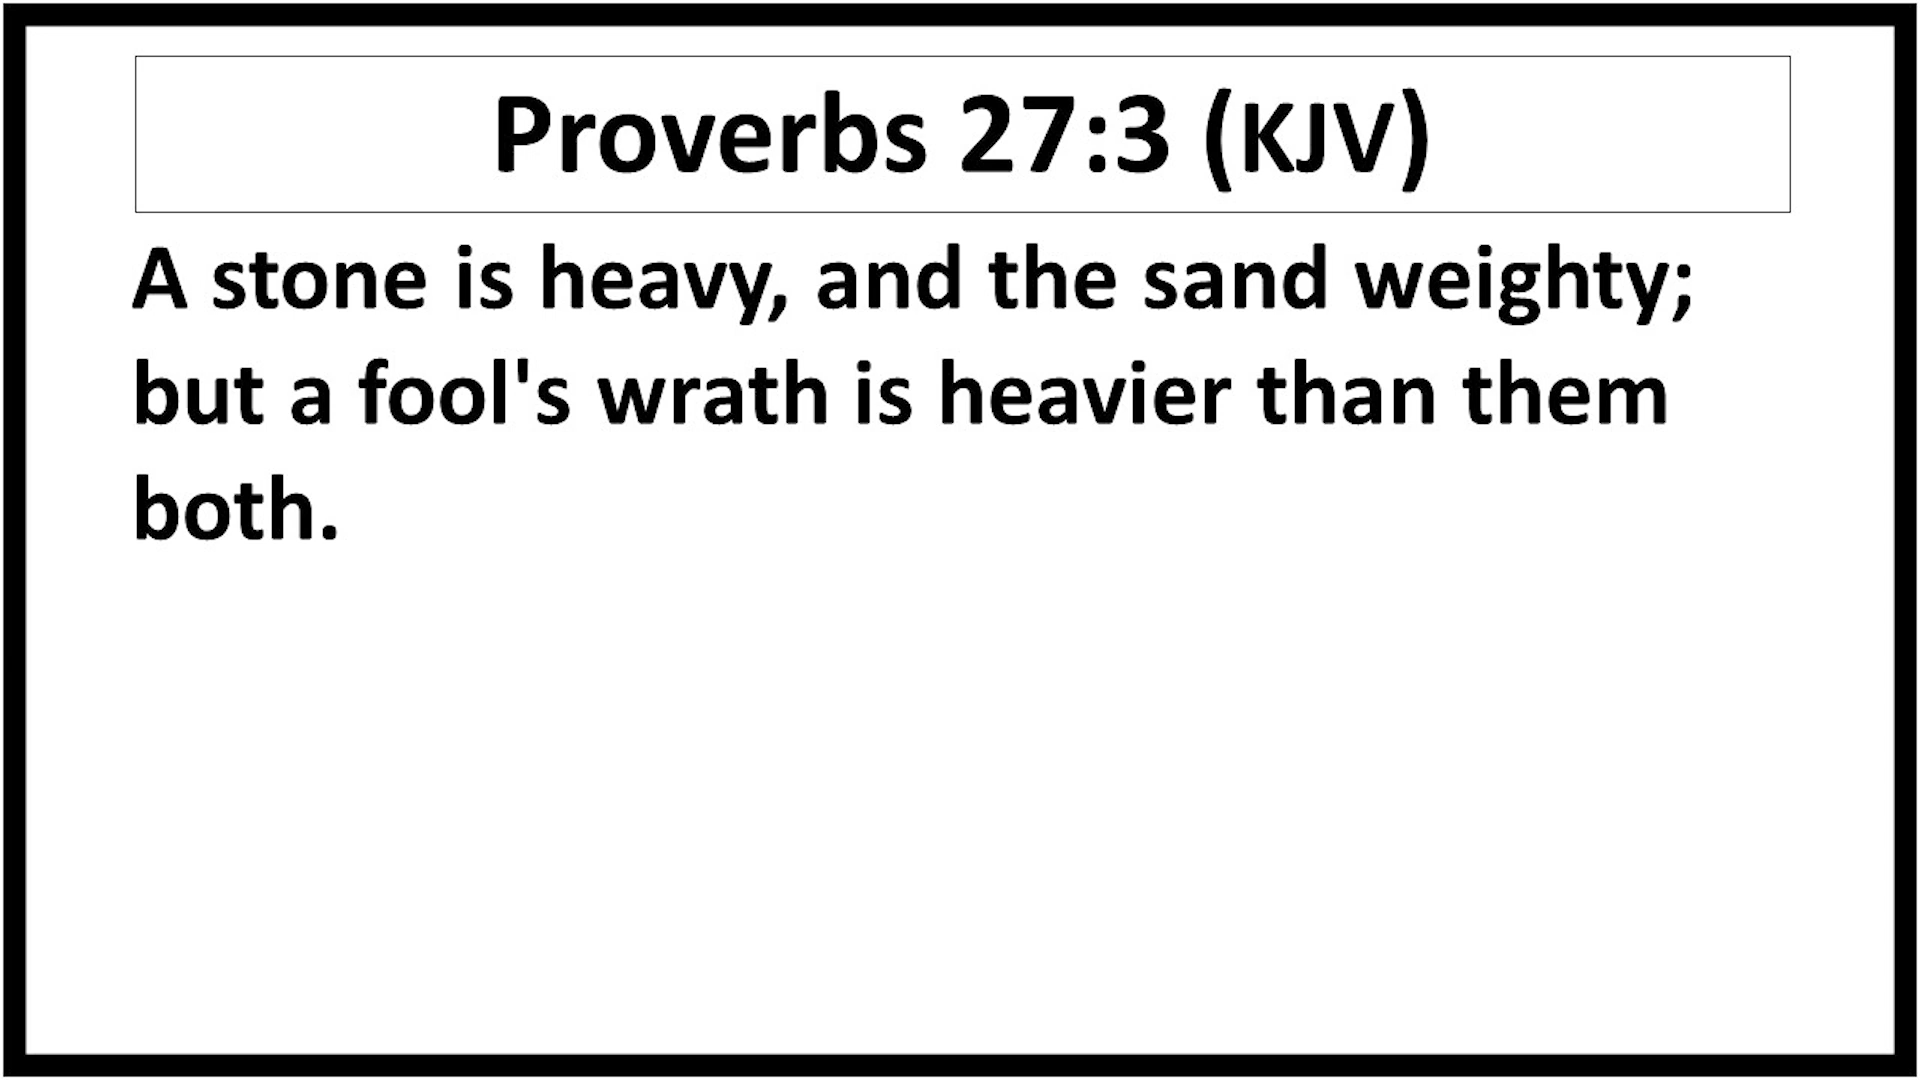 Proverbs 27:3 (KJV)
A stone is heavy, and the sand weighty;
but a fool's wrath is heavier than them
both.